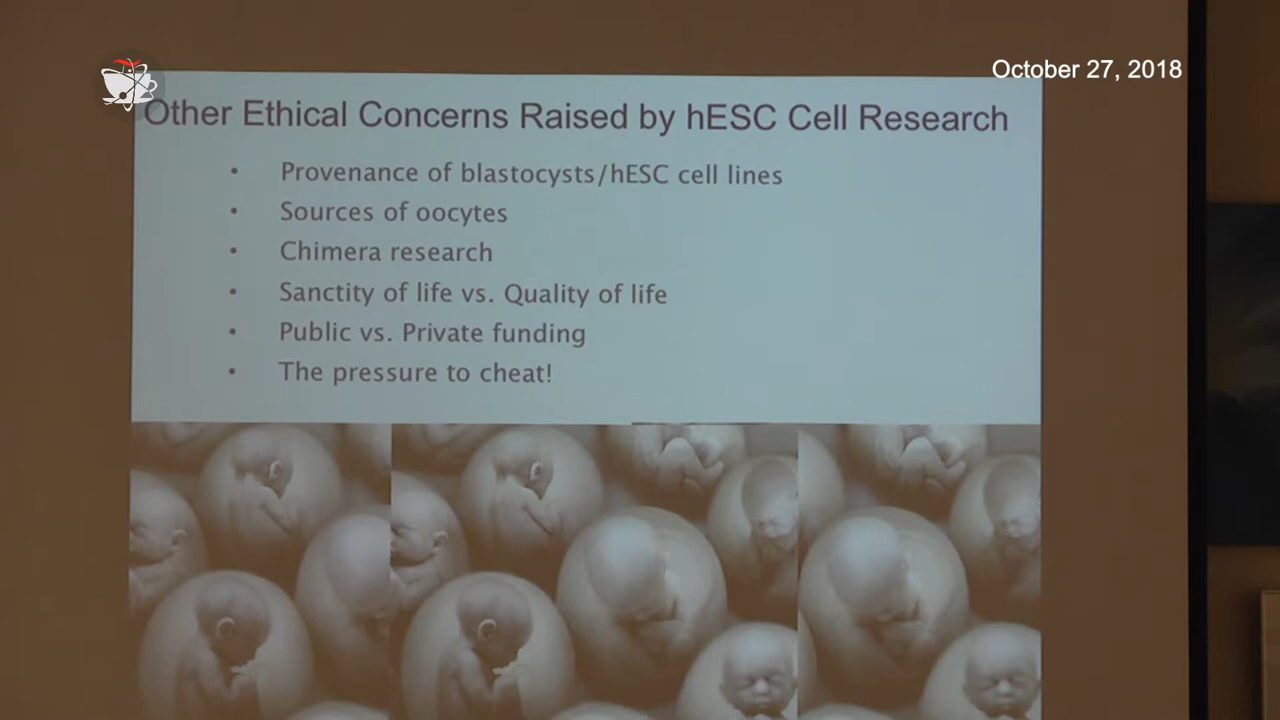 October 27, 2018
Other Ethical Concerns Raised by hESC Cell Research
• Provenance of blastocysts/hESC cell lines
• Sources of oocytes
• Chimera research
• Sanctity of life vs. Quality of life
• Public vs. Private funding
• The pressure to cheat!